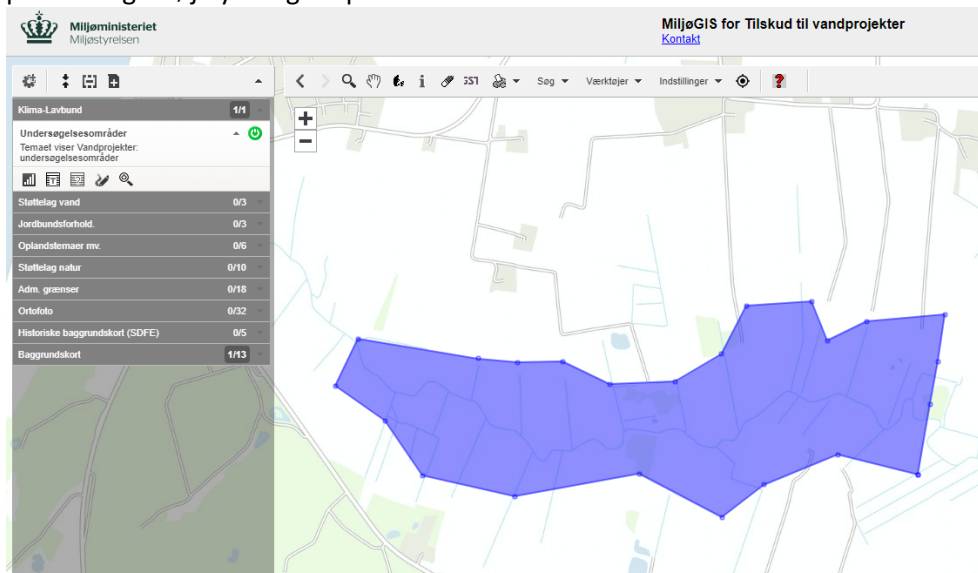 Miljøministeriet
Miljøstyrelsen
MiljøGIS for Tilskud til vandprojekter
Kontakt
Søg
Værktøjer
Indstillinger
?
Klima-Lavbund 1/1
Undersøgelsesområder
Temaet viser Vandprojekter:
undersøgelsesområder
Støttelag vand 0/3
Jordbundsforhold. 0/3
Oplandstemaer mv. 0/6
Støttelag natur 0/10
Adm. grænser 0/18
Ortofoto 0/32
Historiske baggrundskort (SDFE) 0/5
Baggrundskort 1/13